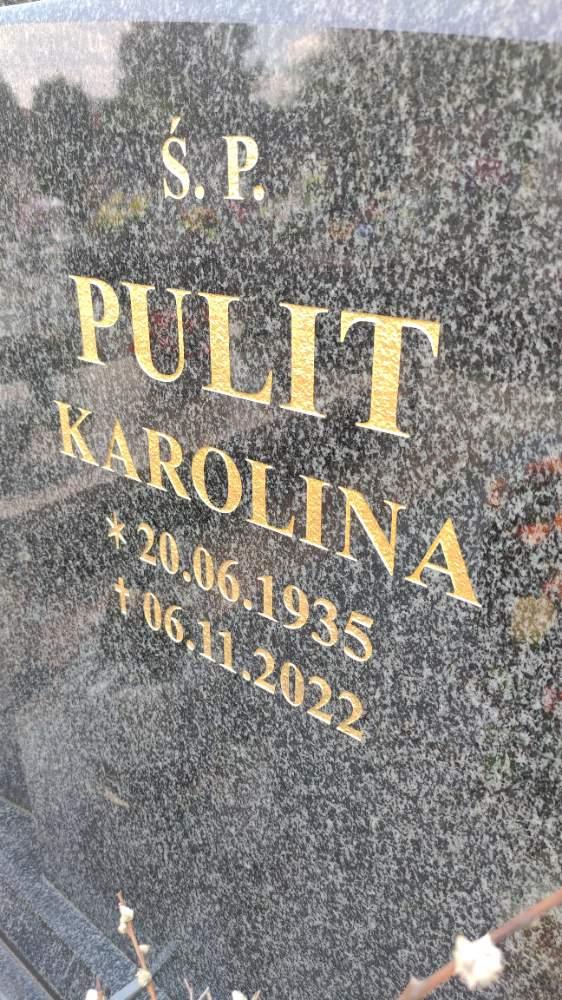 Ś. P.
PULIT
KAROLINA
* 20.06.1935
† 06.11.2022